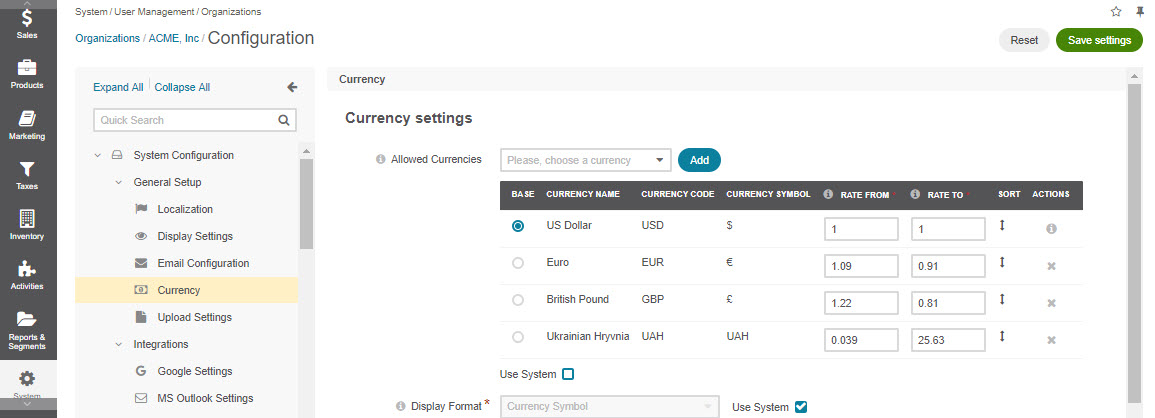 System / User Management / Organizations
Organizations / ACME, Inc / Configuration
Reset
Save settings
Sales
Products
Marketing
Taxes
Inventory
Activities
Reports &
Segments
System
Expand All
Collapse All
Quick Search
System Configuration
General Setup
Localization
Display Settings
Email Configuration
Currency
Upload Settings
Integrations
Google Settings
MS Outlook Settings
Currency
Currency settings
Allowed Currencies Please, choose a currency Add
BASE CURRENCY NAME CURRENCY CODE CURRENCY SYMBOL RATE FROM * RATE TO * SORT ACTIONS
US Dollar USD $ 1 1
Euro EUR € 1.09 0.91
British Pound GBP £ 1.22 0.81
Ukrainian Hryvnia UAH UAH 0.039 25.63
Use System
Display Format * Currency Symbol Use System